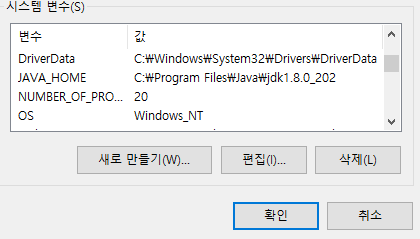 시스템 변수(S)
변수 값
DriverData C:₩Windows₩System32₩Drivers₩DriverData
JAVA_HOME C:₩Program Files₩Java₩jdk1.8.0_202
NUMBER_OF_PRO... 20
OS Windows_NT
새로 만들기(W)... 편집(I)... 삭제(L)
확인 취소